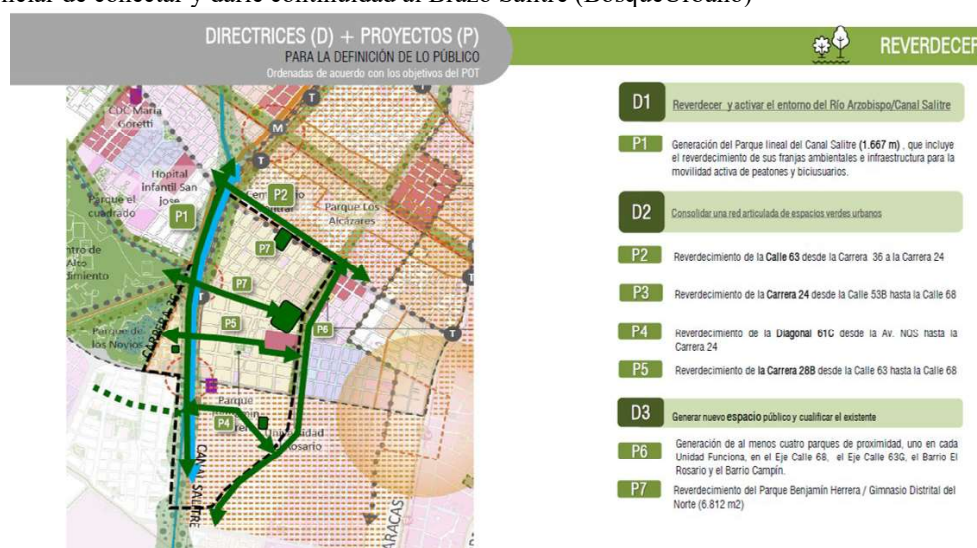 nciar de conectar y darle continuidad al Brazo Salitre (BosqueUrbano)
DIRECTRICES (D) + PROYECTOS (P)
PARA LA DEFINICIÓN DE LO PÚBLICO
Ordenadas de acuerdo con los objetivos del POT
REVERDECER
CDC Maria
Goretti
Hopital
infantil San
jose
Parque el
cuadrado
ntro de
Alto
dimiento
Parque de
los Novios
Parque Los
Alcázares
CARRERA
Parque
Universidad
Rosario
CANAL SALITRE
ARACAS
T
M
T
T
T
T
T
P1
P2
P7
P7
P5
P6
P4
D1 Reverdecer y activar el entorno del Río Arzobispo/Canal Salitre
P1 Generación del Parque lineal del Canal Salitre (1.667 m) , que incluye
el reverdecimiento de sus franjas ambientales e infraestructura para la
movilidad activa de peatones y biciusuarios.
D2 Consolidar una red articulada de espacios verdes urbanos
P2 Reverdecimiento de la Calle 63 desde la Carrera 36 a la Carrera 24
P3 Reverdecimiento de la Carrera 24 desde la Calle 53B hasta la Calle 68
P4 Reverdecimiento de la Diagonal 61C desde la Av. NQS hasta la
Carrera 24
P5 Reverdecimiento de la Carrera 28B desde la Calle 63 hasta la Calle 68
D3 Generar nuevo espacio público y cualificar el existente
P6 Generación de al menos cuatro parques de proximidad, uno en cada
Unidad Funciona, en el Eje Calle 68, el Eje Calle 63G, el Barrio El
Rosario y el Barrio Campín.
P7 Reverdecimiento del Parque Benjamín Herrera / Gimnasio Distrital del
Norte (6.812 m2)